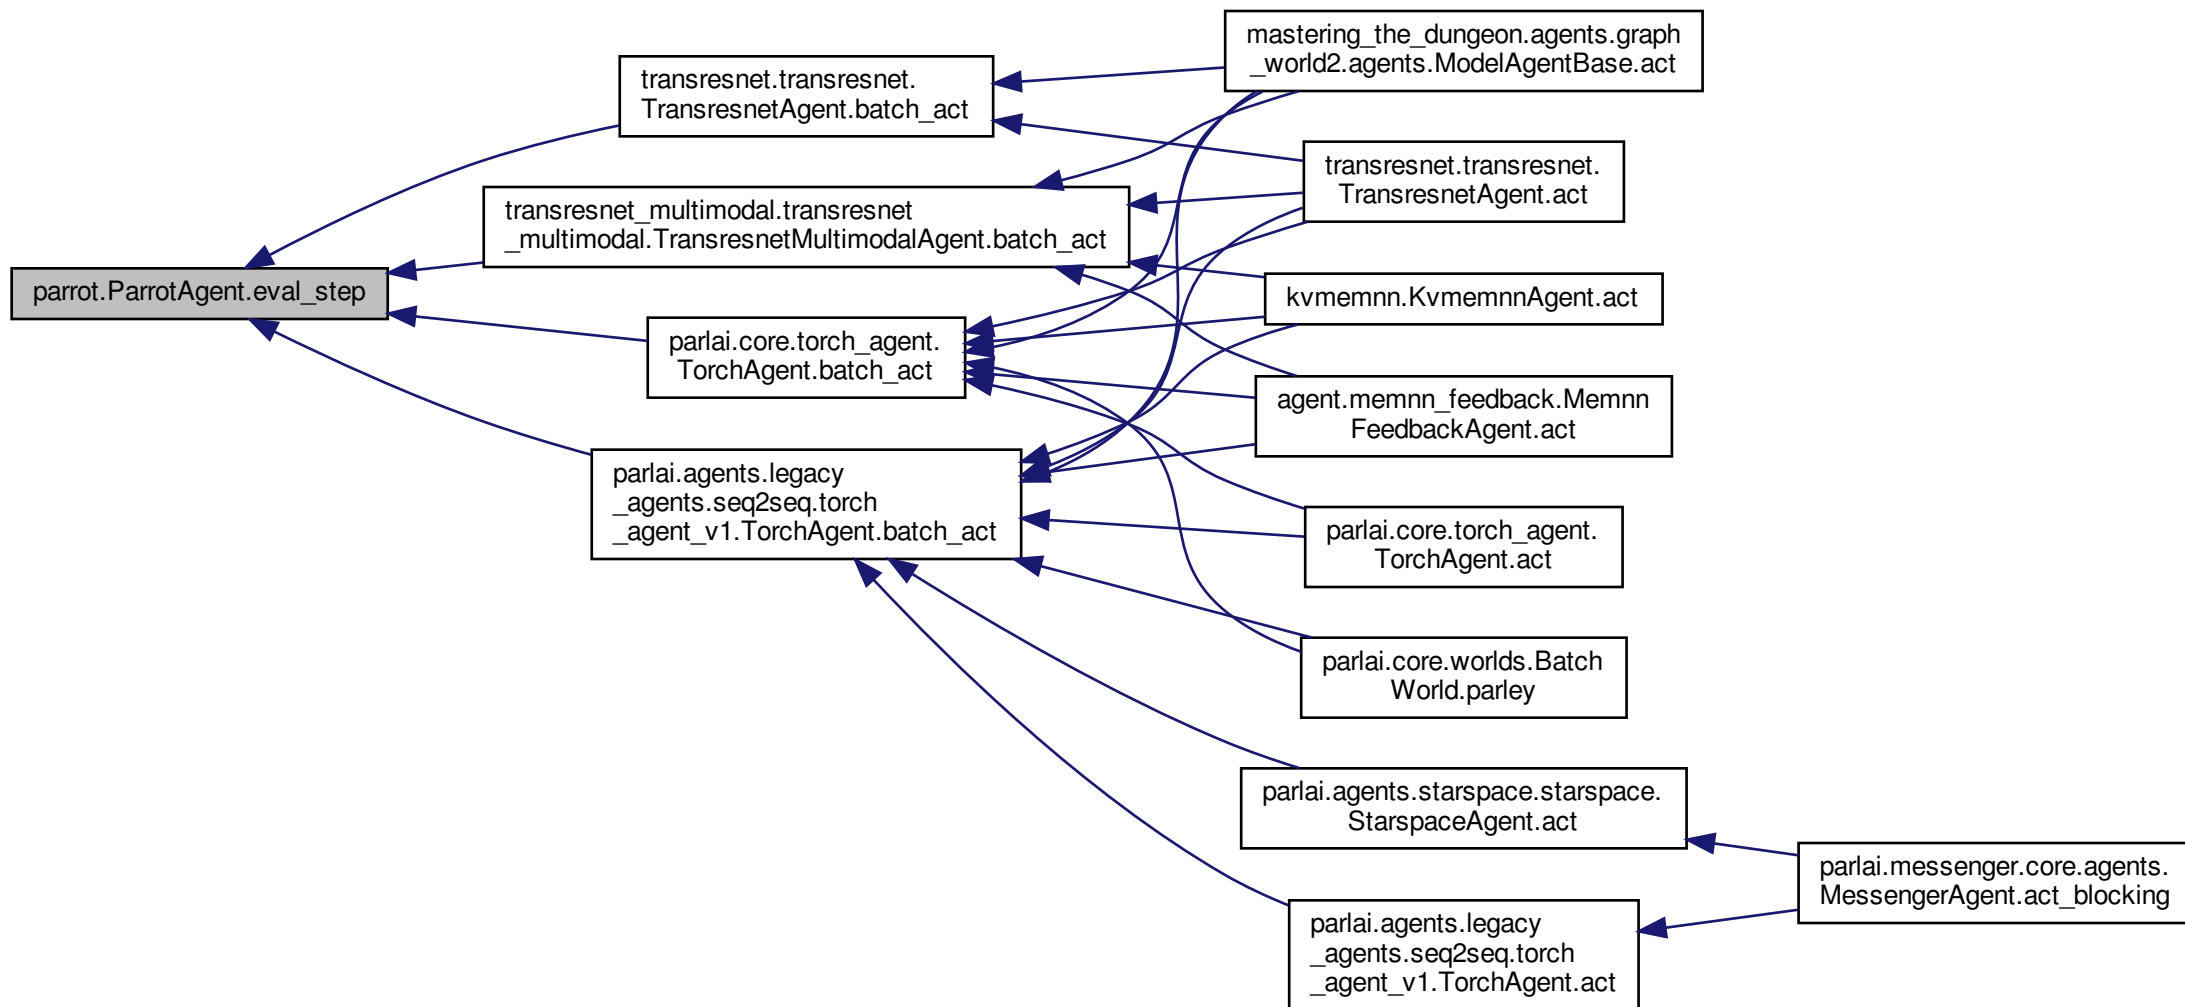 parrot.ParrotAgent.eval_step
transresnet.transresnet.
TransresnetAgent.batch_act
transresnet_multimodal.transresnet
_multimodal.TransresnetMultimodalAgent.batch_act
parlai.core.torch_agent.
TorchAgent.batch_act
parlai.agents.legacy
_agents.seq2seq.torch
_agent_v1.TorchAgent.batch_act
mastering_the_dungeon.agents.graph
_world2.agents.ModelAgentBase.act
transresnet.transresnet.
TransresnetAgent.act
kvmemnn.KvmemnnAgent.act
agent.memnn_feedback.Memnn
FeedbackAgent.act
parlai.core.torch_agent.
TorchAgent.act
parlai.core.worlds.Batch
World.parley
parlai.agents.starspace.starspace.
StarspaceAgent.act
parlai.agents.legacy
_agents.seq2seq.torch
_agent_v1.TorchAgent.act
parlai.messenger.core.agents.
MessengerAgent.act_blocking